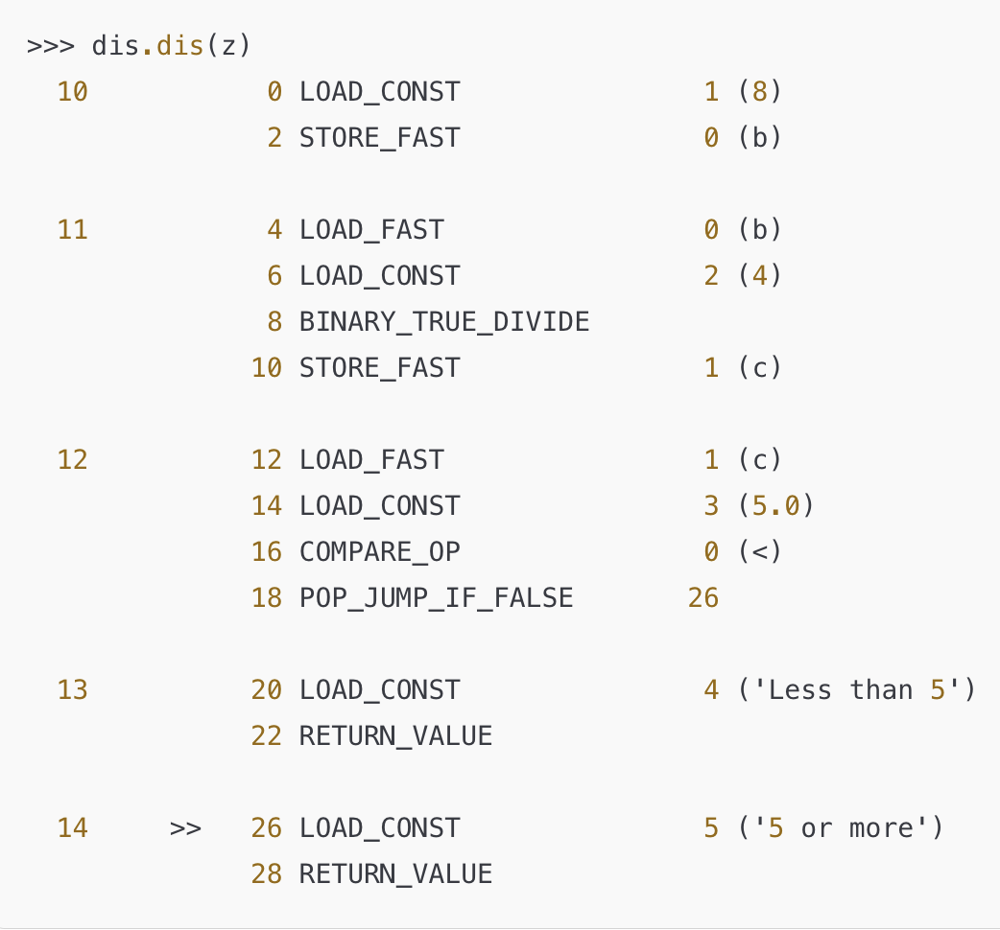 >>> dis.dis(z)
10 0 LOAD_CONST 1 (8)
2 STORE_FAST 0 (b)
11 4 LOAD_FAST 0 (b)
6 LOAD_CONST 2 (4)
8 BINARY_TRUE_DIVIDE
10 STORE_FAST 1 (c)
12 12 LOAD_FAST 1 (c)
14 LOAD_CONST 3 (5.0)
16 COMPARE_OP 0 (<)
18 POP_JUMP_IF_FALSE 26
13 20 LOAD_CONST 4 ('Less than 5')
22 RETURN_VALUE
14 >> 26 LOAD_CONST 5 ('5 or more')
28 RETURN_VALUE